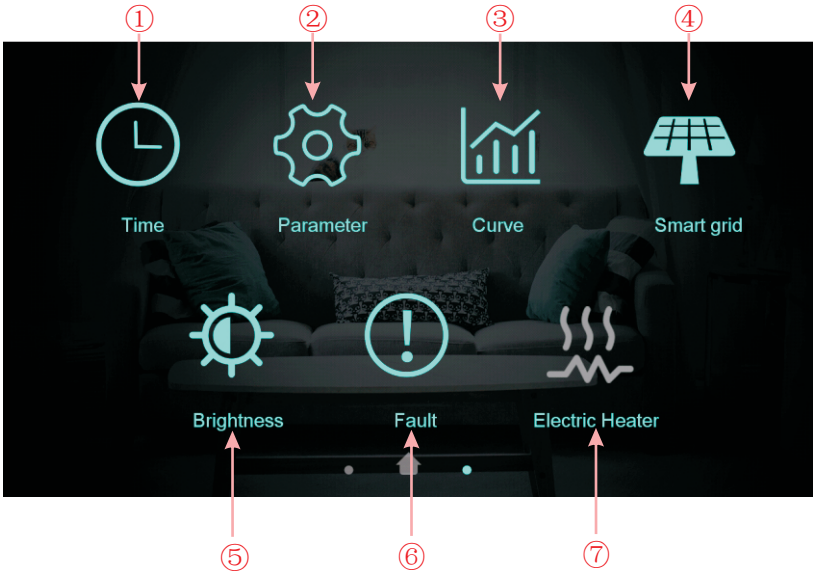 ① ② ③ ④
Time Parameter Curve Smart grid
Brightness Fault Electric Heater
⑤ ⑥ ⑦